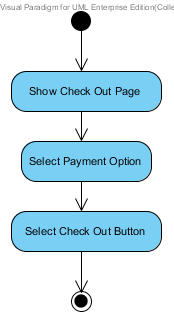 Visual Paradigm for UML Enterprise Edition(Colle
Show Check Out Page
Select Payment Option
Select Check Out Button